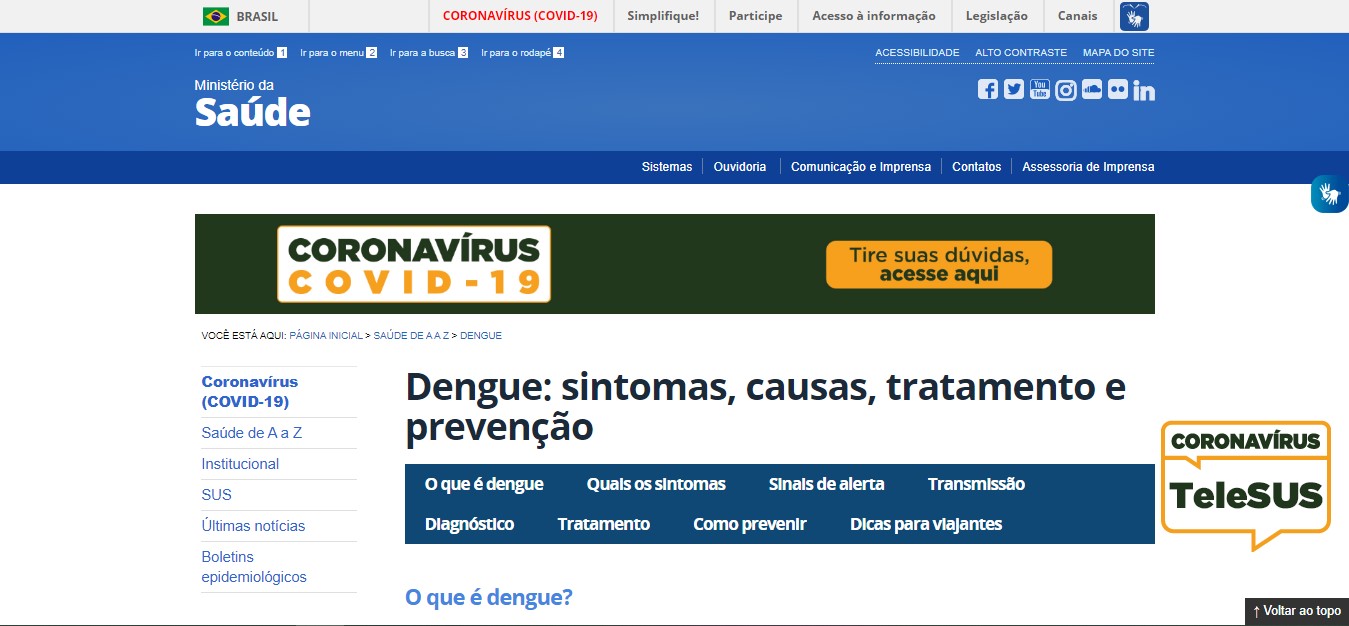 BRASIL
CORONAVÍRUS (COVID-19)
Simplifique!
Participe
Acesso à informação
Legislação
Canais
Ir para o conteúdo 1 Ir para o menu 2 Ir para a busca 3 Ir para o rodapé 4
ACESSIBILIDADE ALTO CONTRASTE MAPA DO SITE
Ministério da
Saúde
You
Tube
in
Sistemas
Ouvidoria
Comunicação e Imprensa
Contatos
Assessoria de Imprensa
CORONAVÍRUS
COVID-19
Tire suas dúvidas,
acesse aqui
VOCÊ ESTÁ AQUI: PÁGINA INICIAL > SAÚDE DE A A Z > DENGUE
Coronavírus
(COVID-19)
Saúde de A a Z
Institucional
SUS
Últimas notícias
Boletins
epidemiológicos
Dengue: sintomas, causas, tratamento e
prevenção
O que é dengue Quais os sintomas Sinais de alerta Transmissão
Diagnóstico Tratamento Como prevenir Dicas para viajantes
O que é dengue?
CORONAVÍRUS
TeleSUS
↑ Voltar ao topo